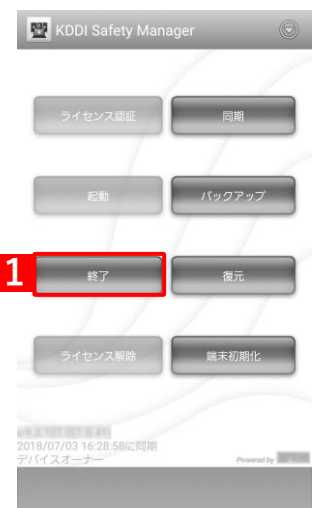 KDDI Safety Manager
ライセンス認証 同期
起動 バックアップ
1 終了 復元
ライセンス解除 端末初期化
2018/07/03 16:28:58に同期
デバイスオーナー Powered by